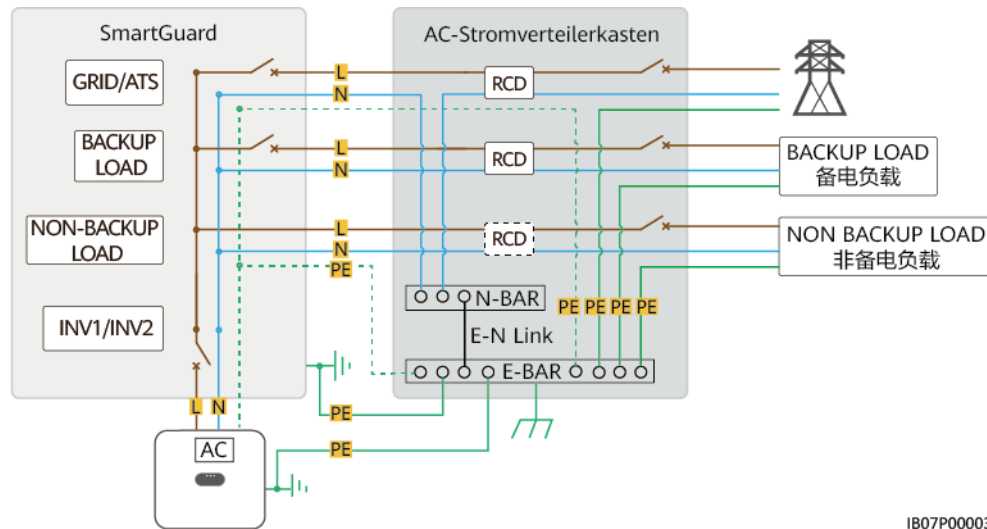 SmartGuard
AC-Stromverteilerkasten
GRID/ATS
L
N
RCD
BACKUP
LOAD
L
N
RCD
BACKUP LOAD
备电负载
NON-BACKUP
LOAD
L
N
PE
RCD
NON BACKUP LOAD
非备电负载
N-BAR
PE
PE
PE
PE
INV1/INV2
E-N Link
E-BAR
L
N
PE
AC
PE
IB07P00003